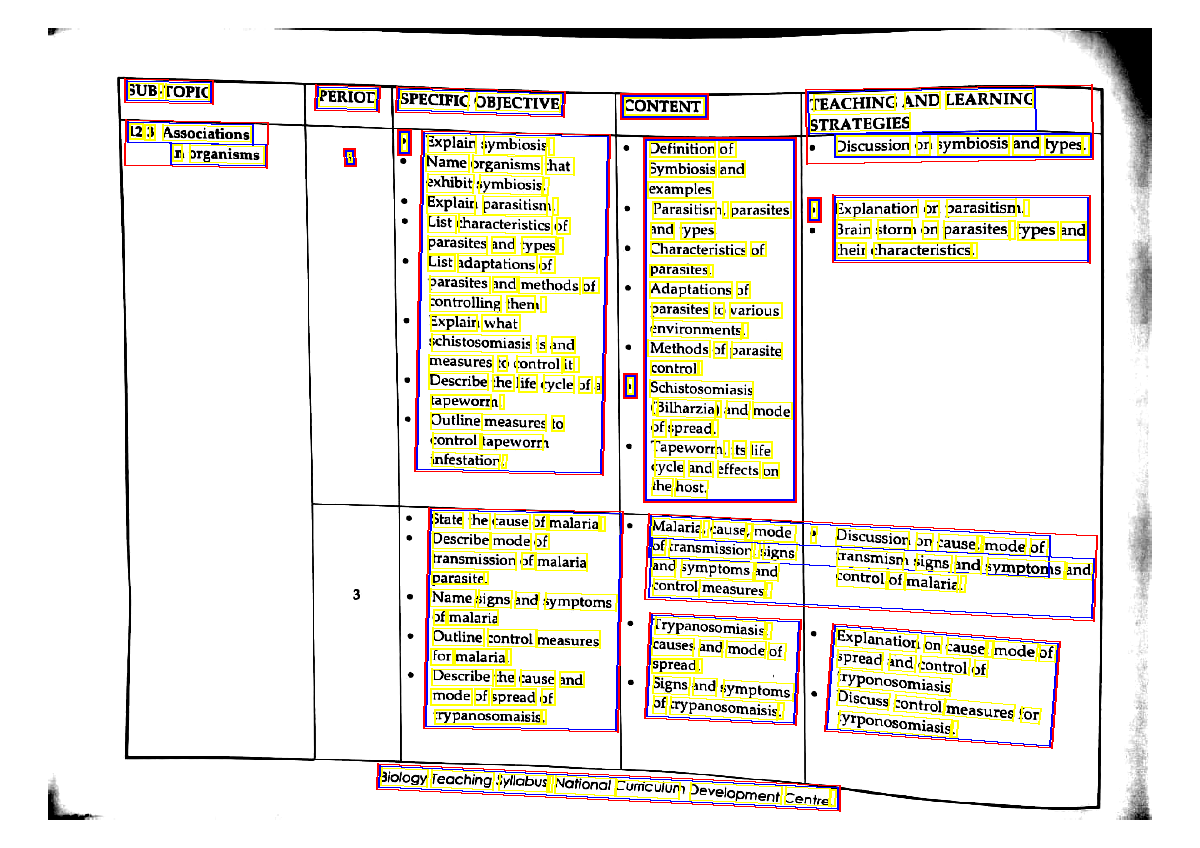 SUB-TOPIC
PERIOD
SPECIFIC OBJECTIVE
CONTENT
TEACHING AND LEARNING
STRATEGIES
12.3 Associations
in organisms
• Explain symbiosis
• Name organisms that
exhibit symbiosis.
• Explain parasitism.
• List characteristics of
parasites and types
• List adaptations of
parasites and methods of
controlling them
• Explain what
schistosomiasis is and
measures to control it
• Describe the life cycle of a
tapeworm
• Outline measures to
control tapeworm
infestation.
• Definition of
Symbiosis and
examples
• Parasitism, parasites
and types
• Characteristics of
parasites.
• Adaptations of
parasites to various
environments.
• Methods of parasite
control
• Schistosomiasis
(Bilharzia) and mode
of spread.
• Tapeworm, its life
cycle and effects on
the host.
• Discussion on symbiosis and types.
• Explanation on parasitism.
• Brain storm on parasites, types and
their characteristics.
3
• State the cause of malaria
• Describe mode of
transmission of malaria
parasite.
• Name signs and symptoms
of malaria
• Outline control measures
for malaria.
• Describe the cause and
mode of spread of
trypanosomaisis.
• Malaria, cause, mode
of transmission, signs
and symptoms and
control measures
• Trypanosomiasis,
causes and mode of
spread.
• Signs and symptoms
of trypanosomaisis.
• Discussion on cause, mode of
transmism signs and symptoms and
control of malaria.
• Explanation on cause, mode of
spread and control of
tryponosomiasis
• Discuss control measures for
tyrponosomiasis.
Biology Teaching Syllabus National Curriculum Development Centre